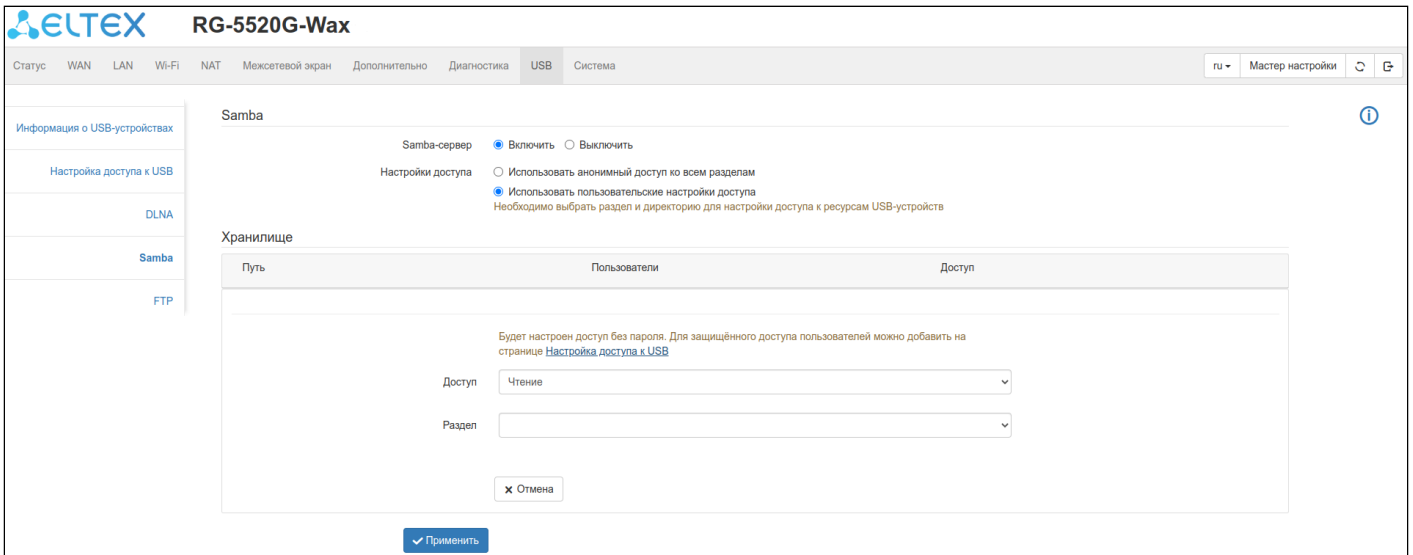 ELTEX RG-5520G-Wax
Статус WAN LAN Wi-Fi NAT Межсетевой экран Дополнительно Диагностика USB Система ru Мастер настройки
Информация о USB-устройствах
Настройка доступа к USB
DLNA
Samba
FTP
Samba
Samba-сервер Включить Выключить
Настройки доступа Использовать анонимный доступ ко всем разделам
Использовать пользовательские настройки доступа
Необходимо выбрать раздел и директорию для настройки доступа к ресурсам USB-устройств
Хранилище
Путь Пользователи Доступ
Будет настроен доступ без пароля. Для защищённого доступа пользователей можно добавить на
странице Настройка доступа к USB
Доступ Чтение
Раздел
Отмена
Применить